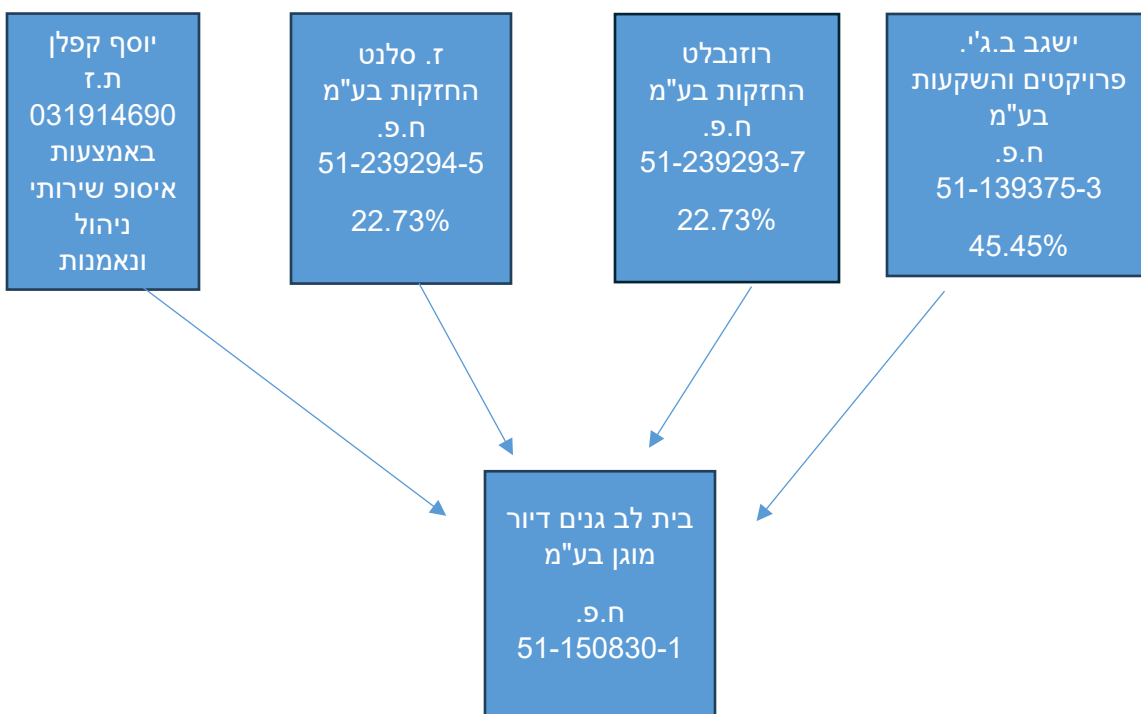 ישגב ב.ג'י.
פרויקטים והשקעות
בע"מ
ח.פ.
51-139375-3
45.45%
רוזנבלט
החזקות בע"מ
ח.פ.
51-239293-7
22.73%
ז. סלנט
החזקות בע"מ
ח.פ.
51-239294-5
22.73%
יוסף קפלן
ת.ז
031914690
באמצעות
איסופ שירותי
ניהול
ונאמנות
בית לב גנים דיור
מוגן בע"מ
ח.פ.
51-150830-1